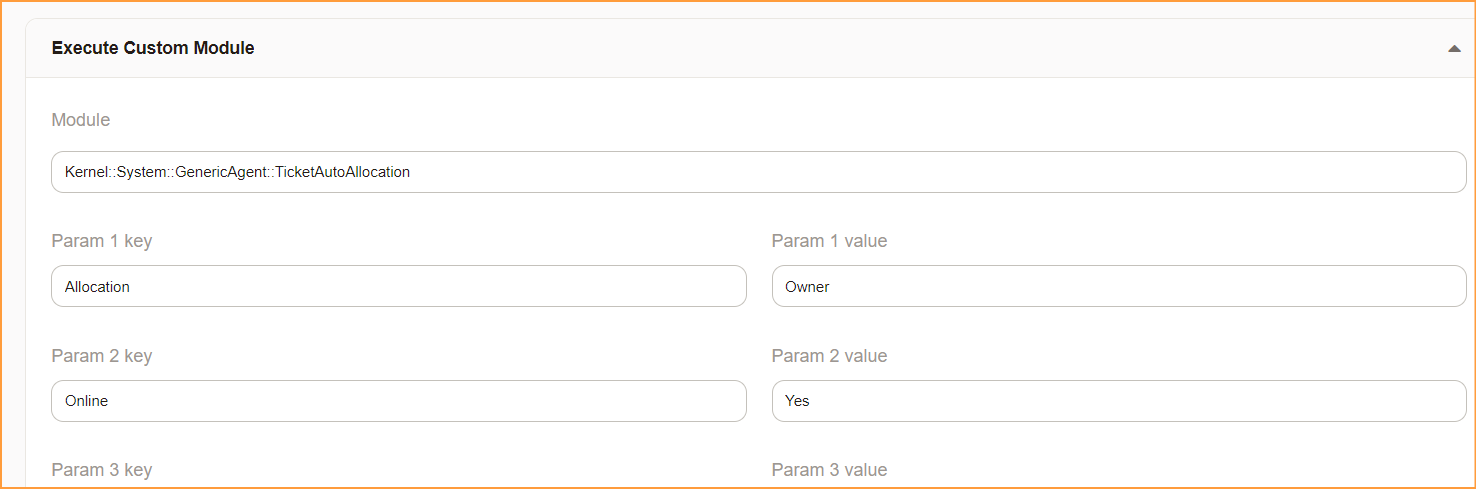 Execute Custom Module
Module
Kernel::System::GenericAgent::TicketAutoAllocation
Param 1 key Param 1 value
Allocation Owner
Param 2 key Param 2 value
Online Yes
Param 3 key Param 3 value